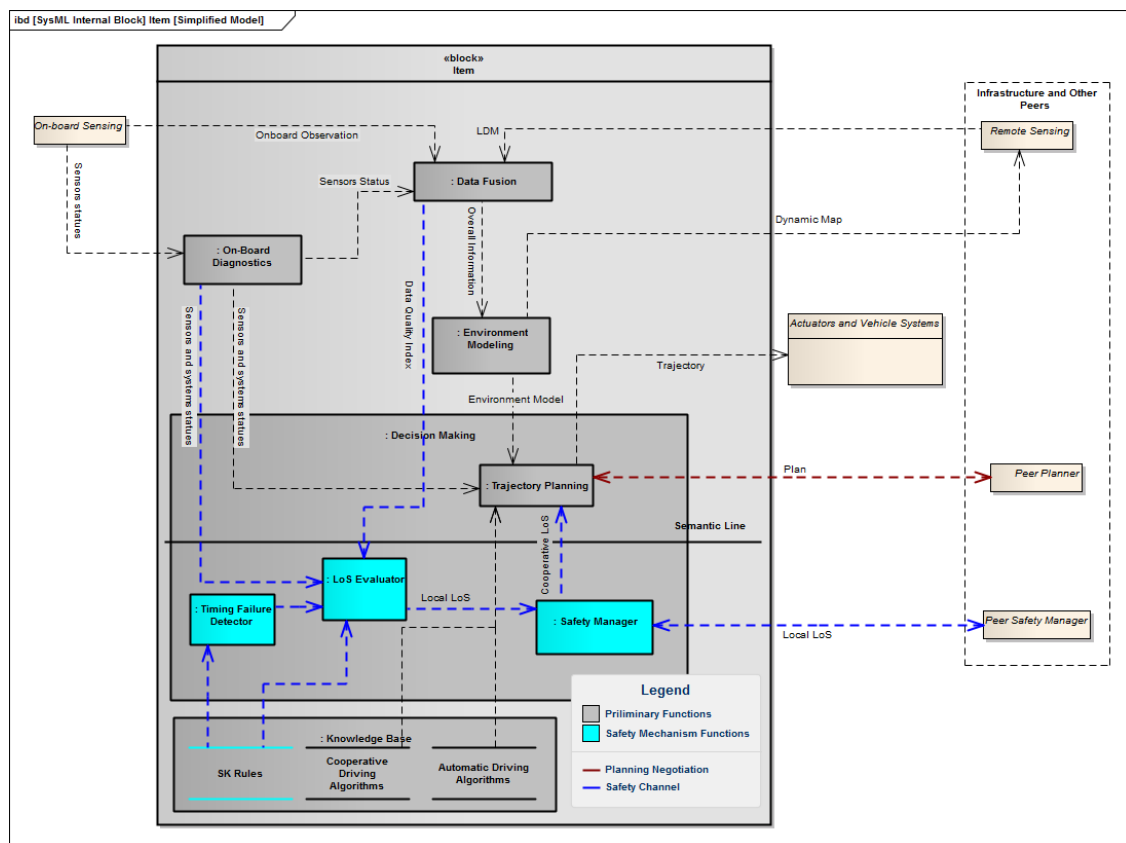 ibd [SysML Internal Block] Item [Simplified Model]
«block»
Item
Infrastructure and Other
Peers
On-board Sensing
Onboard Observation
LDM
Remote Sensing
Sensors statues
Sensors Status
: Data Fusion
Overall Information
Dynamic Map
: On-Board
Diagnostics
Sensors and systems statues
Sensors and systems statues
Data Quality Index
: Environment
Modeling
Actuators and Vehicle Systems
Trajectory
Environment Model
: Decision Making
: Trajectory Planning
Plan
Peer Planner
Semantic Line
Cooperative LoS
: LoS Evaluator
Local LoS
: Timing Failure
Detector
: Safety Manager
Local LoS
Peer Safety Manager
Legend
Priliminary Functions
Safety Mechanism Functions
Planning Negotiation
Safety Channel
: Knowledge Base
SK Rules
Cooperative
Driving
Algorithms
Automatic Driving
Algorithms